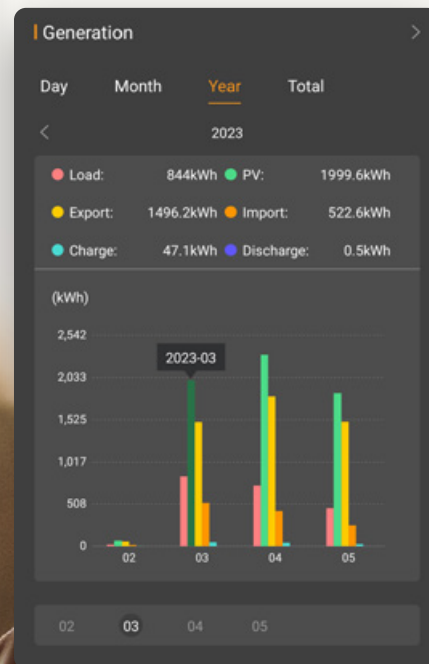 Generation
Day Month Year Total
2023
Load: 844kWh PV: 1999.6kWh
Export: 1496.2kWh Import: 522.6kWh
Charge: 47.1kWh Discharge: 0.5kWh
(kWh)
2,542
2023-03
2,033
1,525
1,017
508
0
02 03 04 05
02 03 04 05